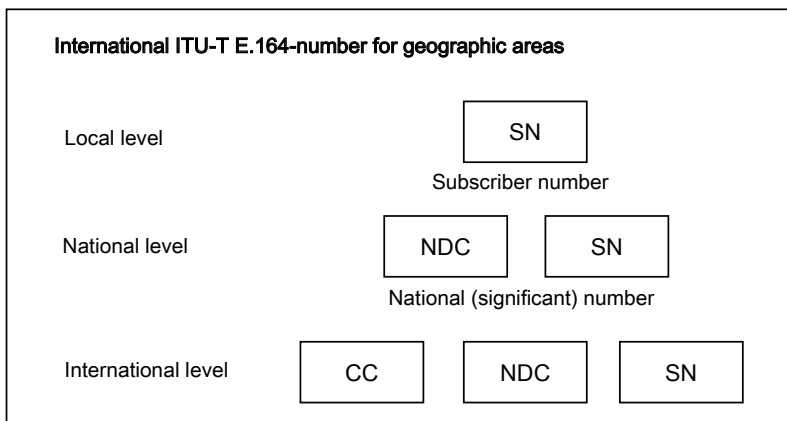 International ITU-T E.164-number for geographic areas
Local level SN
Subscriber number
National level NDC SN
National (significant) number
International level CC NDC SN